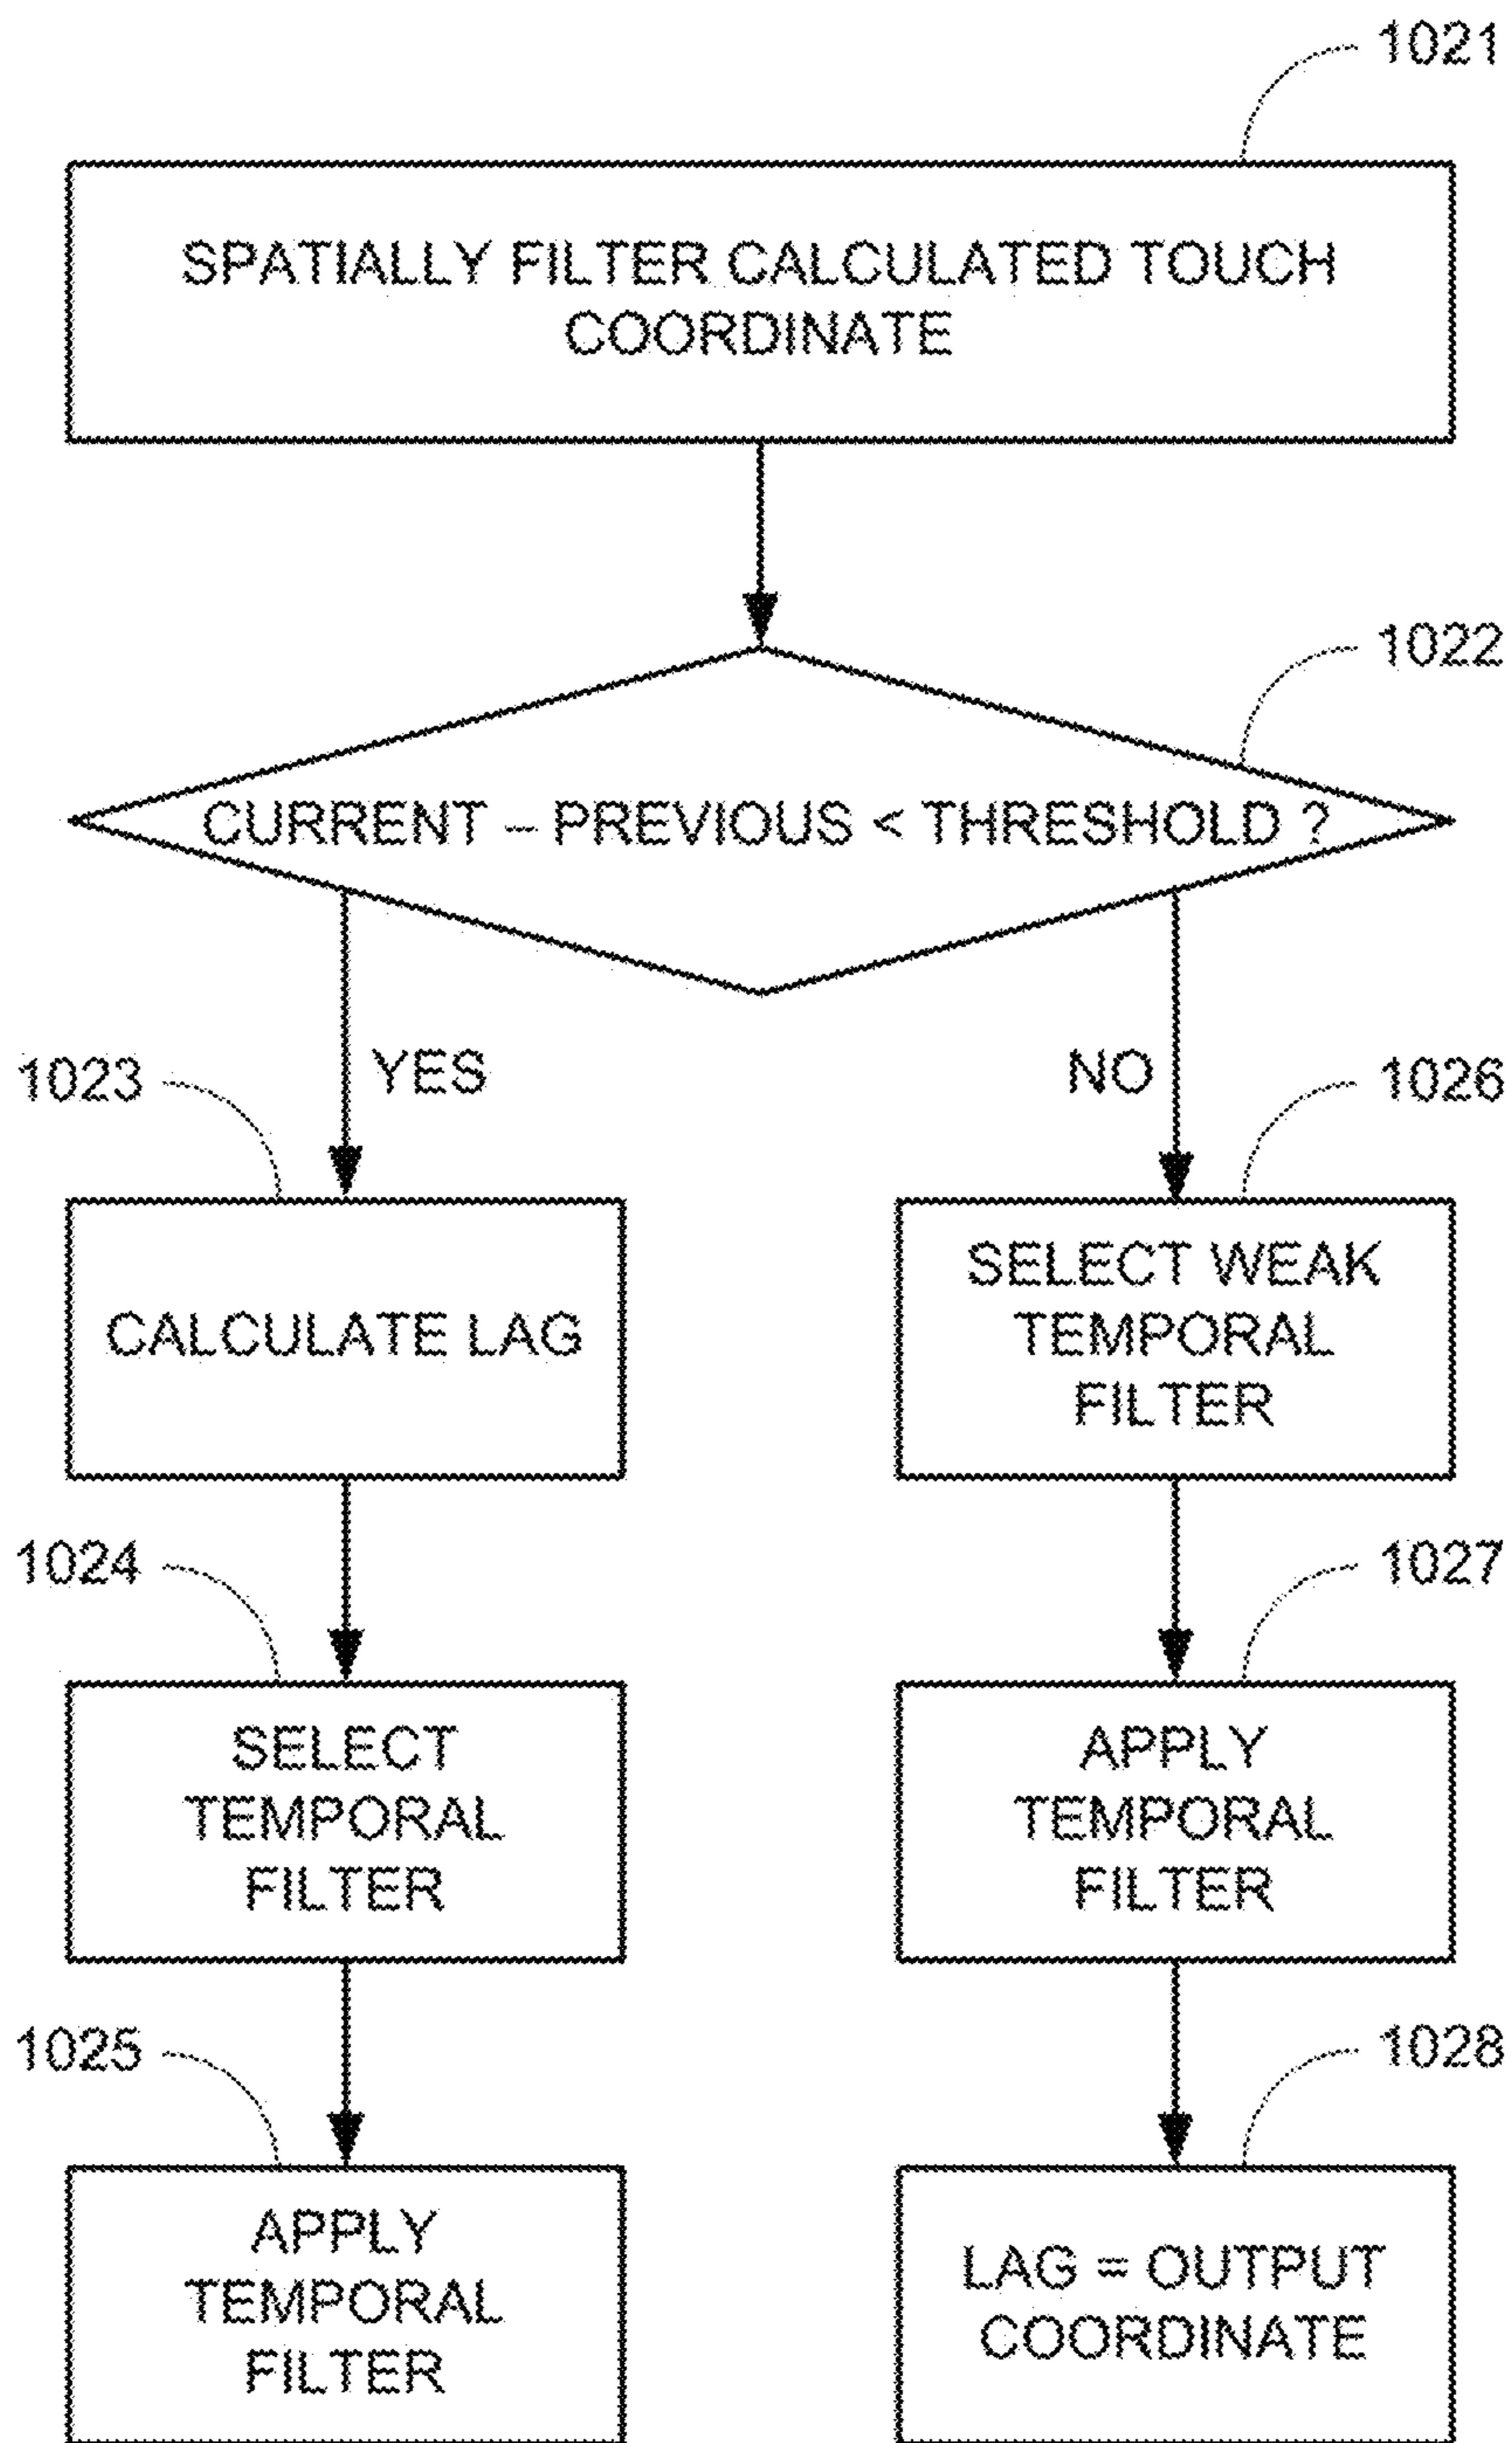 1021
SPATIALLY FILTER CALCULATED TOUCH
COORDINATE
1022
CURRENT – PREVIOUS < THRESHOLD ?
YES
NO
1023
CALCULATE LAG
1026
SELECT WEAK
TEMPORAL
FILTER
1024
SELECT
TEMPORAL
FILTER
1027
APPLY
TEMPORAL
FILTER
1025
APPLY
TEMPORAL
FILTER
1028
LAG = OUTPUT
COORDINATE